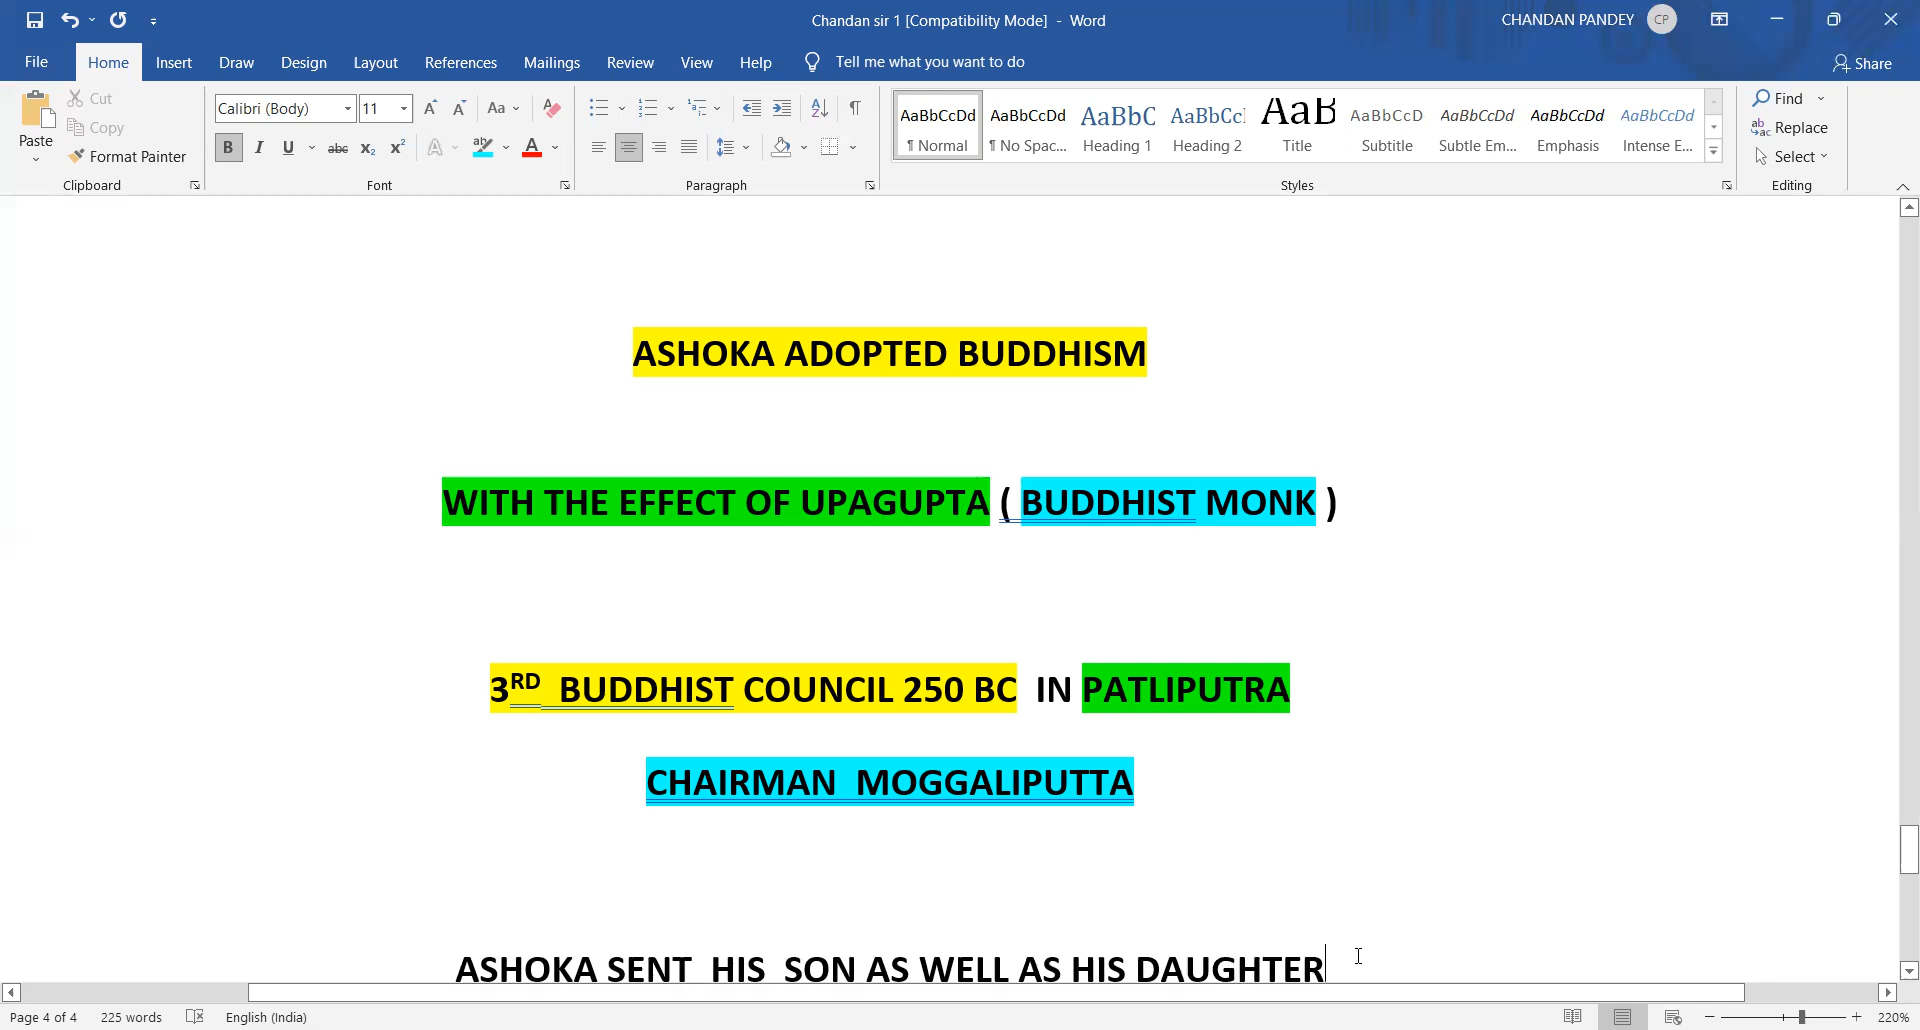 Chandan sir 1 [Compatibility Mode] - Word
CHANDAN PANDEY CP
File Home Insert Draw Design Layout References Mailings Review View Help Tell me what you want to do Share
Paste
Cut
Copy
Format Painter
Clipboard
Calibri (Body) 11
Font
Paragraph
AaBbCcDd AaBbCcDd AaBbC AaBbCc AaB AaBbCcD AaBbCcDd AaBbCcDd AaBbCcDd
¶ Normal ¶ No Spac... Heading 1 Heading 2 Title Subtitle Subtle Em... Emphasis Intense E...
Styles
Find
Replace
Select
Editing
ASHOKA ADOPTED BUDDHISM
WITH THE EFFECT OF UPAGUPTA ( BUDDHIST MONK )
3RD BUDDHIST COUNCIL 250 BC IN PATLIPUTRA
CHAIRMAN MOGGALIPUTTA
ASHOKA SENT HIS SON AS WELL AS HIS DAUGHTER
Page 4 of 4 225 words English (India) 220%